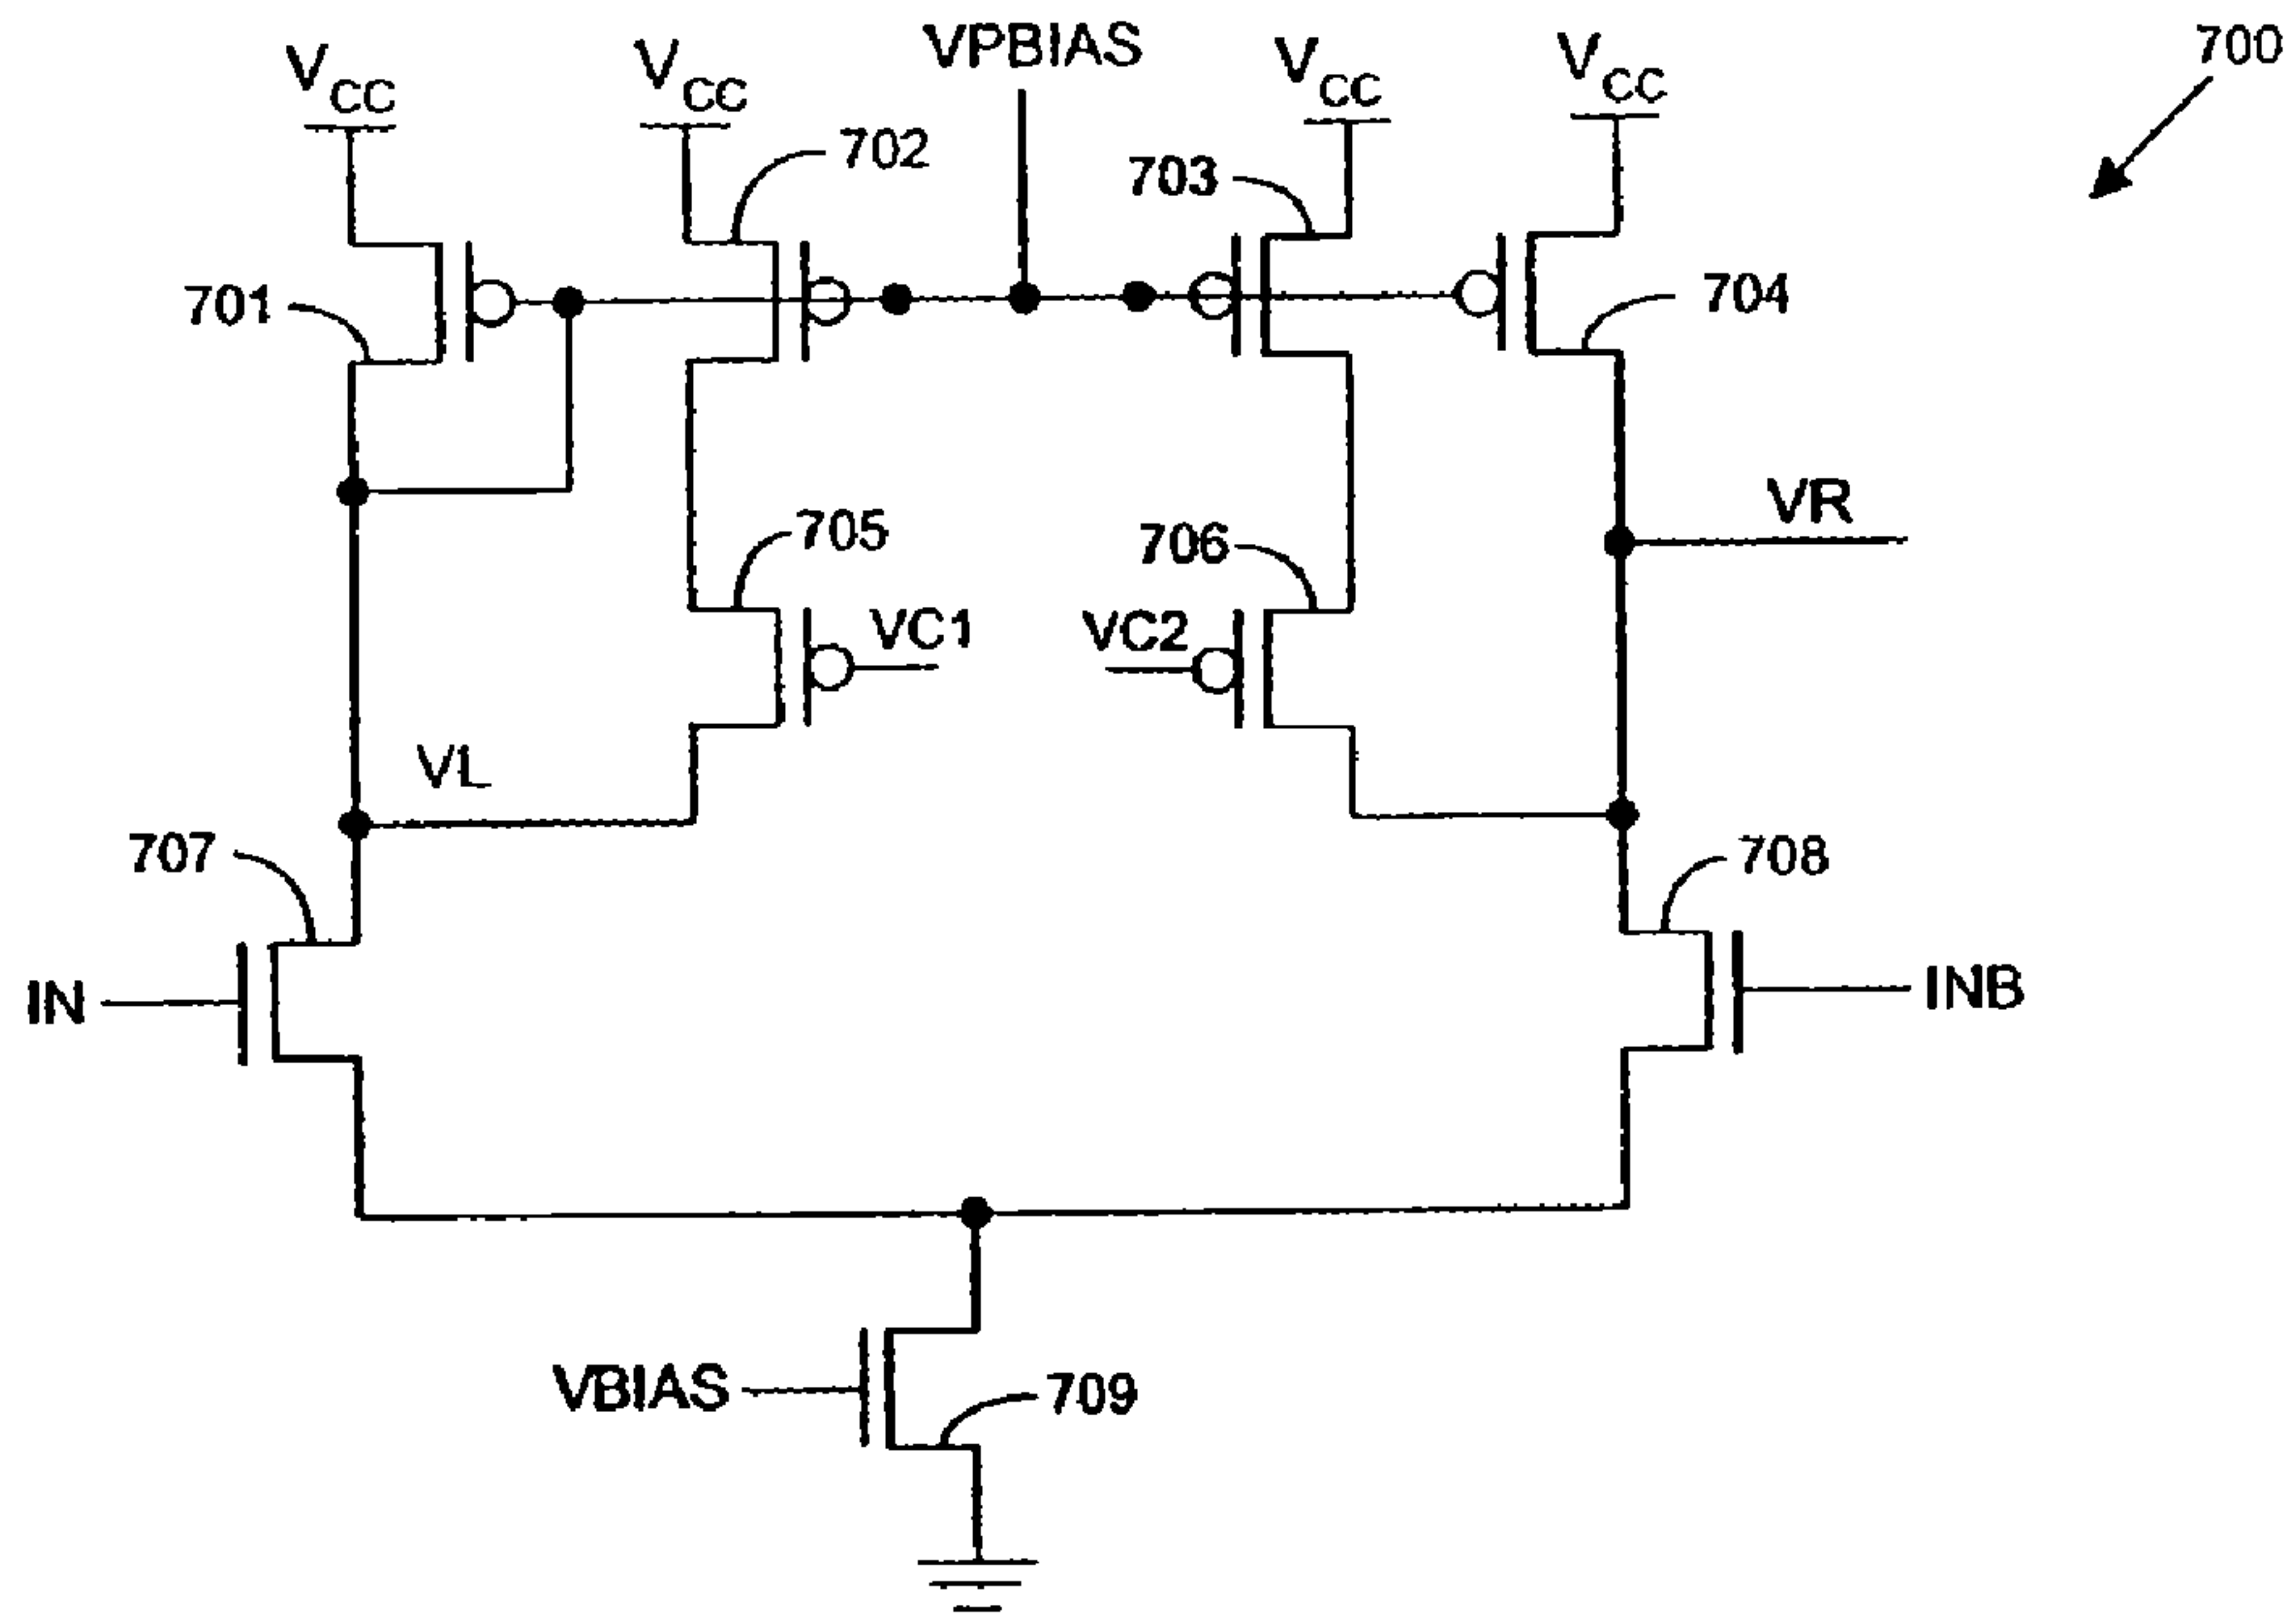 700
VCC
VCC
VPBIAS
VCC
VCC
702
703
701
704
VR
705
706
VC1
VC2
VL
707
708
IN
INB
VBIAS
709